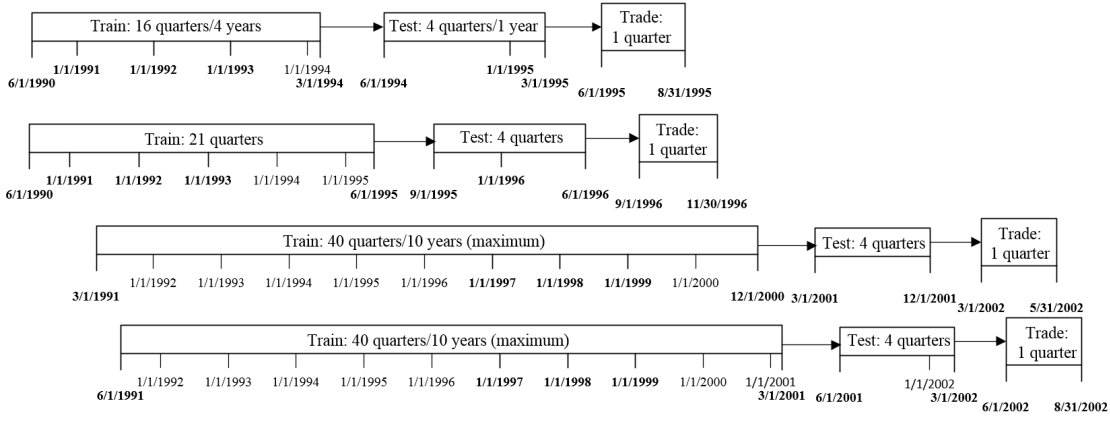 Train: 16 quarters/4 years
Test: 4 quarters/1 year
Trade:
1 quarter
1/1/1991 1/1/1992 1/1/1993 1/1/1994 1/1/1995
6/1/1990 3/1/1994 6/1/1994 3/1/1995 6/1/1995 8/31/1995
Train: 21 quarters
Test: 4 quarters
Trade:
1 quarter
1/1/1991 1/1/1992 1/1/1993 1/1/1994 1/1/1995 1/1/1996
6/1/1990 6/1/1995 9/1/1995 6/1/1996 9/1/1996 11/30/1996
Train: 40 quarters/10 years (maximum)
Test: 4 quarters
Trade:
1 quarter
1/1/1992 1/1/1993 1/1/1994 1/1/1995 1/1/1996 1/1/1997 1/1/1998 1/1/1999 1/1/2000
3/1/1991 12/1/2000 3/1/2001 12/1/2001 3/1/2002 5/31/2002
Train: 40 quarters/10 years (maximum)
Test: 4 quarters
Trade:
1 quarter
1/1/1992 1/1/1993 1/1/1994 1/1/1995 1/1/1996 1/1/1997 1/1/1998 1/1/1999 1/1/2000 1/1/2001 1/1/2002
6/1/1991 3/1/2001 6/1/2001 3/1/2002 6/1/2002 8/31/2002